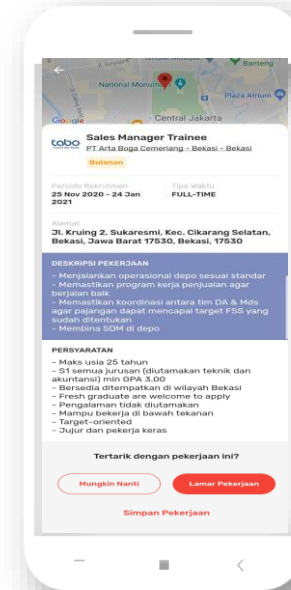 Banteng
National Monument
Plaza Atrium
Google
Central Jakarta
tabo
Sales Manager Trainee
PT Arta Boga Cemerlang - Bekasi - Bekasi
Bulanan
Periode Rekrutmen
Tipe Waktu
25 Nov 2020 - 24 Jan
2021
FULL-TIME
Alamat
Jl. Kruing 2, Sukaresmi, Kec. Cikarang Selatan,
Bekasi, Jawa Barat 17530, Bekasi, 17530
DESKRIPSI PEKERJAAN
- Menjalankan operasional depo sesuai standar
- Memastikan program kerja penjualan agar
berjalan baik
- Memastikan koordinasi antara tim DA & Mds
agar pajangan dapat mencapai target FSS yang
sudah ditentukan
- Membina SDM di depo
PERSYARATAN
- Maks usia 25 tahun
- S1 semua jurusan (diutamakan teknik dan
akuntansi) min GPA 3.00
- Bersedia ditempatkan di wilayah Bekasi
- Fresh graduate are welcome to apply
- Pengalaman tidak diutamakan
- Mampu bekerja di bawah tekanan
- Target-oriented
- Jujur dan pekerja keras
Tertarik dengan pekerjaan ini?
Mungkin Nanti
Lamar Pekerjaan
Simpan Pekerjaan